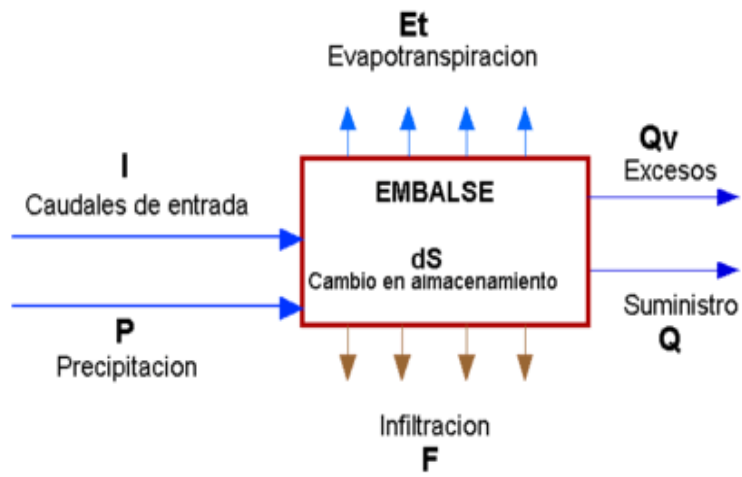 Et
Evapotranspiracion
I
Caudales de entrada
Qv
Excesos
EMBALSE
dS
Cambio en almacenamiento
P
Precipitacion
Suministro
Q
Infiltracion
F